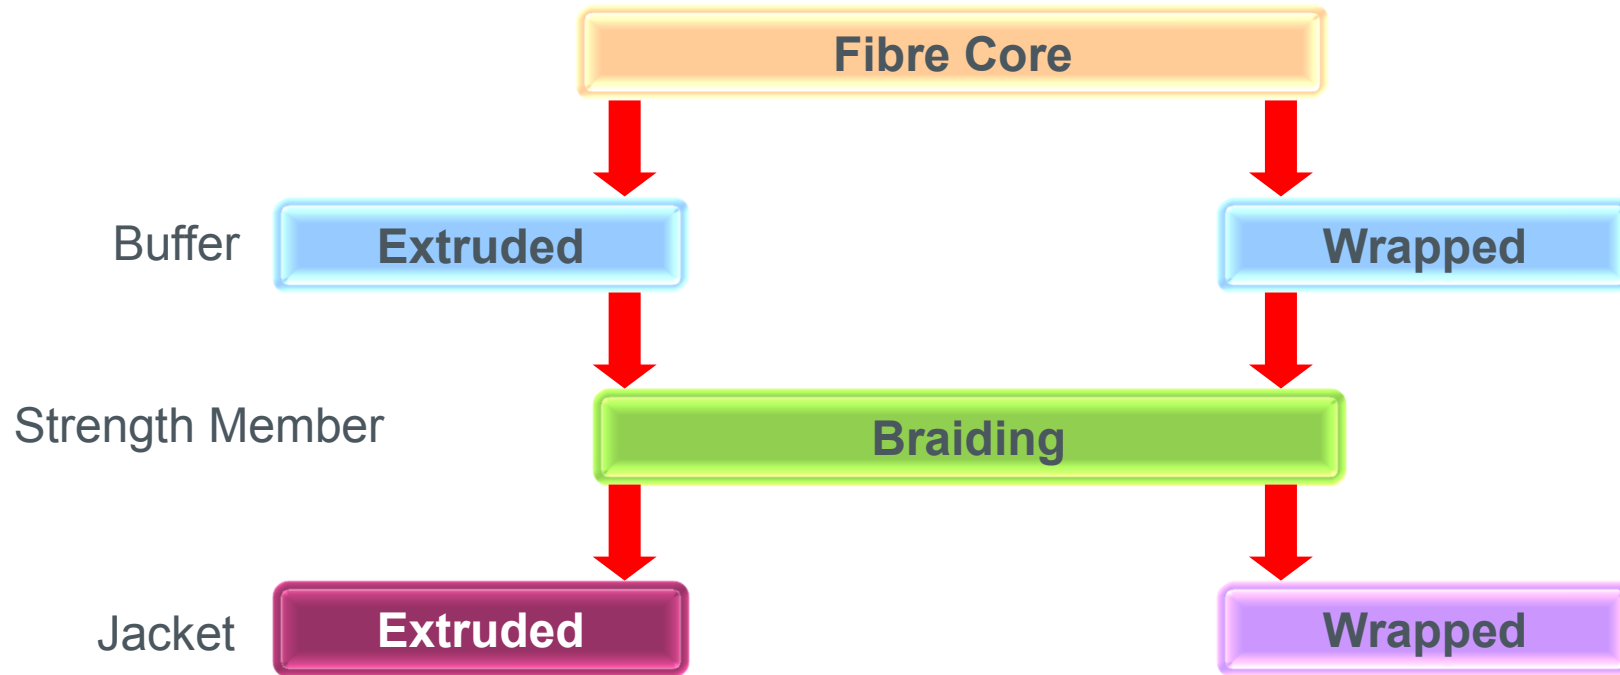 Fibre Core
Buffer
Extruded
Wrapped
Strength Member
Braiding
Jacket
Extruded
Wrapped